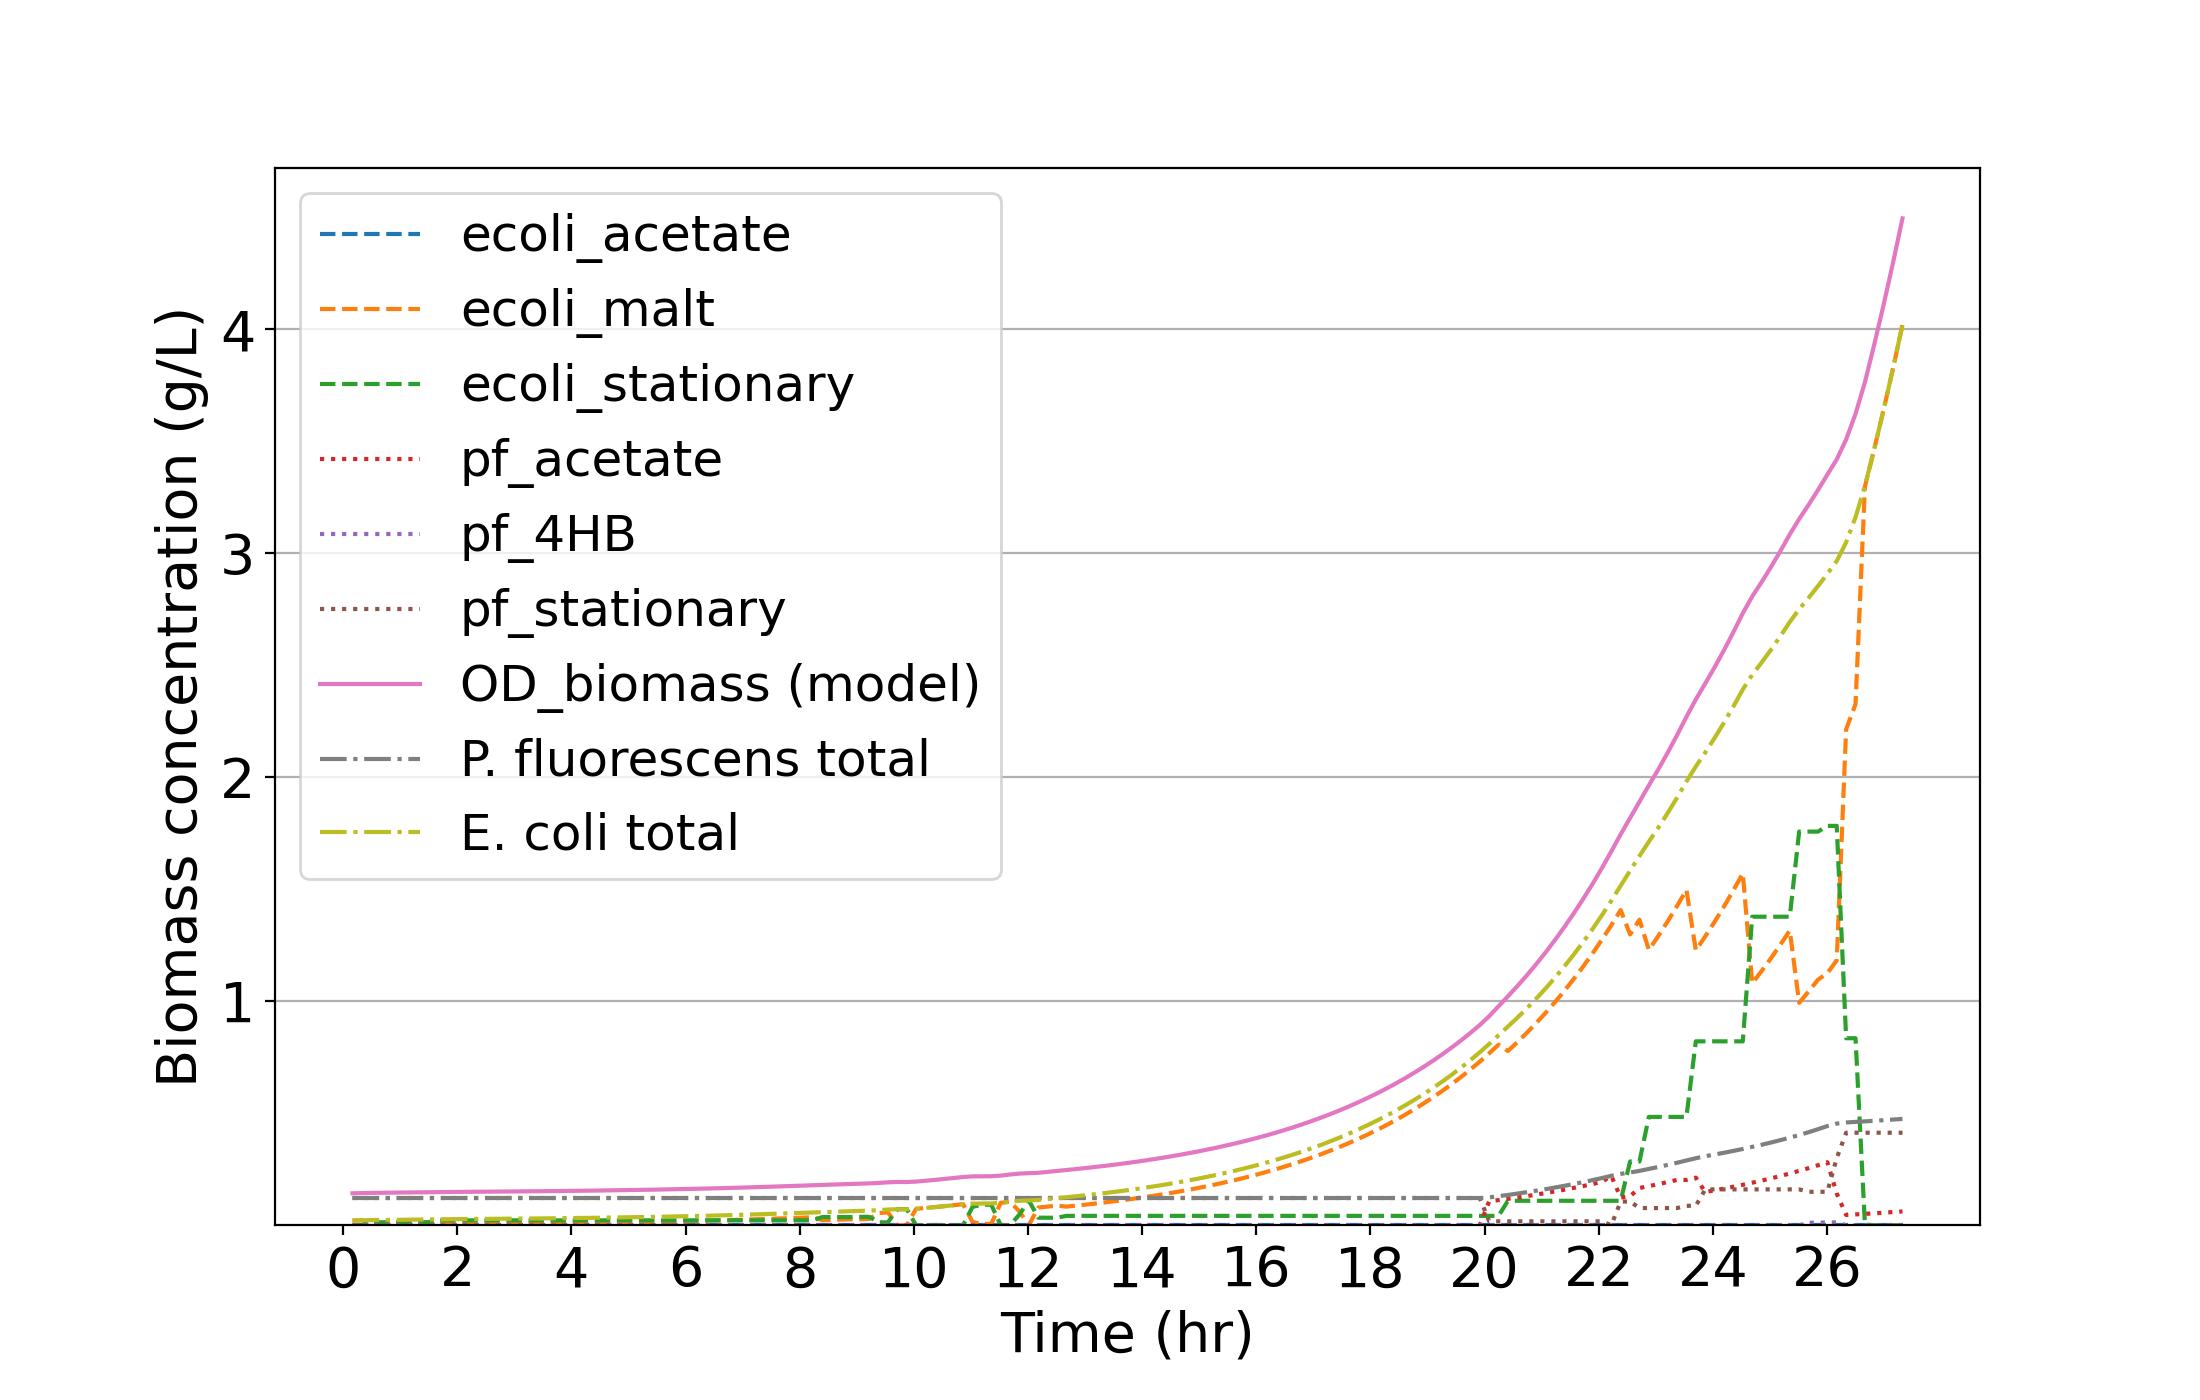 ecoli_acetate
ecoli_malt
ecoli_stationary
pf_acetate
pf_4HB
pf_stationary
OD_biomass (model)
P. fluorescens total
E. coli total
Biomass concentration (g/L)
4
3
2
1
0 2 4 6 8 10 12 14 16 18 20 22 24 26
Time (hr)